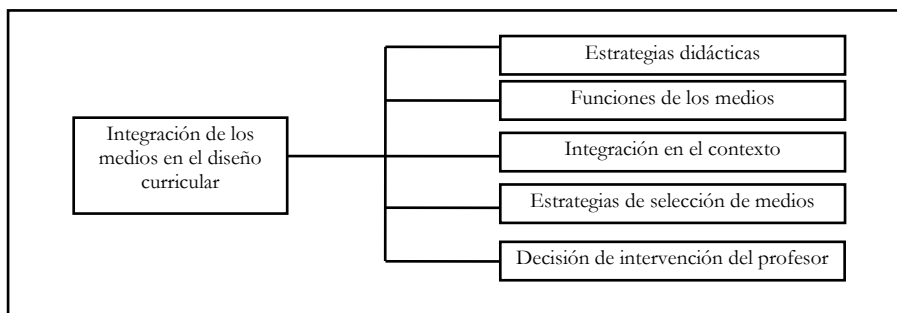 Integración de los
medios en el diseño
curricular
Estrategias didácticas
Funciones de los medios
Integración en el contexto
Estrategias de selección de medios
Decisión de intervención del profesor